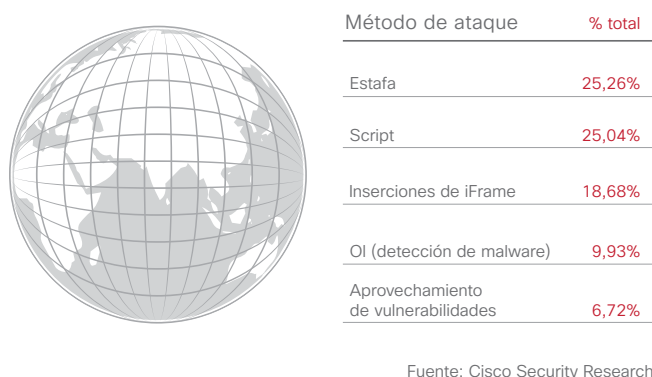 Método de ataque % total
Estafa 25,26%
Script 25,04%
Inserciones de iFrame 18,68%
OI (detección de malware) 9,93%
Aprovechamiento
de vulnerabilidades 6,72%
Fuente: Cisco Security Research